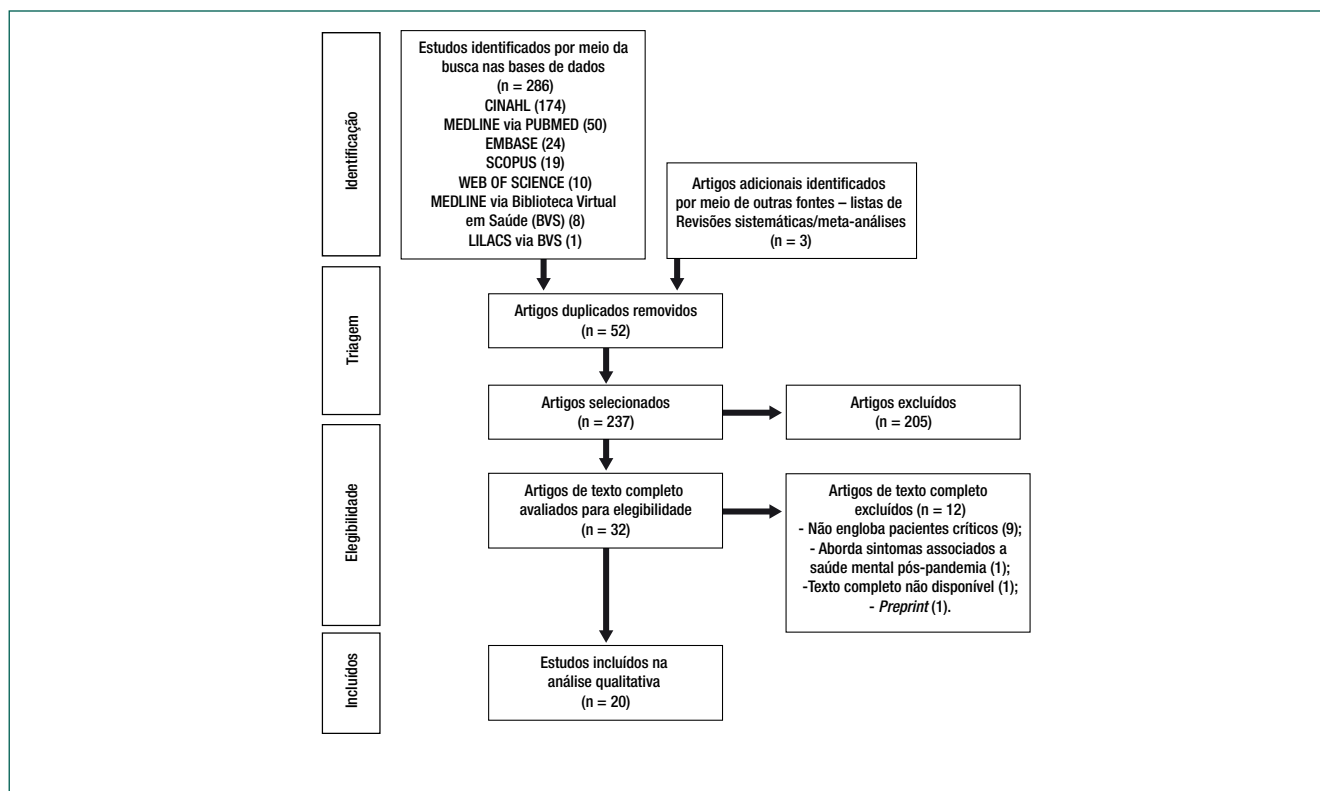 Identificação
Estudos identificados por meio da
busca nas bases de dados
(n = 286)
CINAHL (174)
MEDLINE via PUBMED (50)
EMBASE (24)
SCOPUS (19)
WEB OF SCIENCE (10)
MEDLINE via Biblioteca Virtual
em Saúde (BVS) (8)
LILACS via BVS (1)
Artigos adicionais identificados
por meio de outras fontes – listas de
Revisões sistemáticas/meta-análises
(n = 3)
Triagem
Artigos duplicados removidos
(n = 52)
Artigos selecionados
(n = 237)
Artigos excluídos
(n = 205)
Elegibilidade
Artigos de texto completo
avaliados para elegibilidade
(n = 32)
Artigos de texto completo
excluídos (n = 12)
- Não engloba pacientes críticos (9);
- Aborda sintomas associados a
saúde mental pós-pandemia (1);
-Texto completo não disponível (1);
- Preprint (1).
Incluídos
Estudos incluídos na
análise qualitativa
(n = 20)